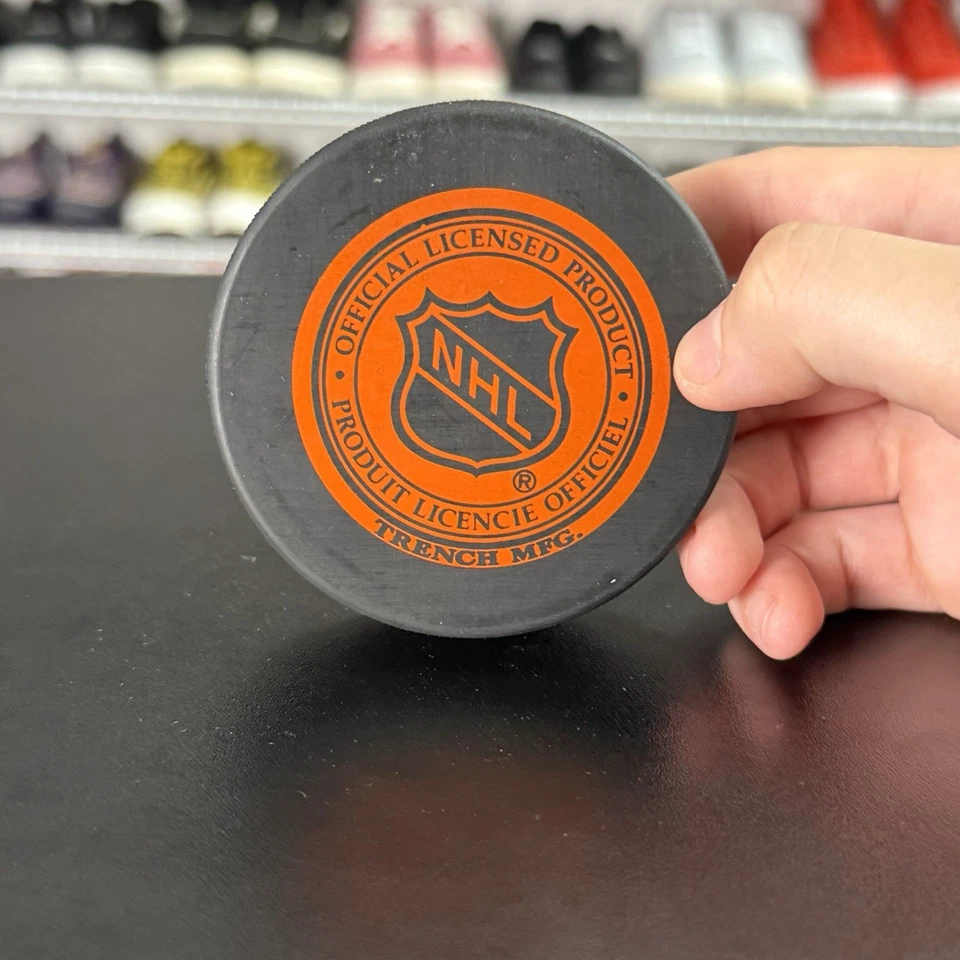 • OFFICIAL LICENSED PRODUCT •
NHL
®
PRODUIT LICENCIE OFFICIEL
TRENCH MFG.